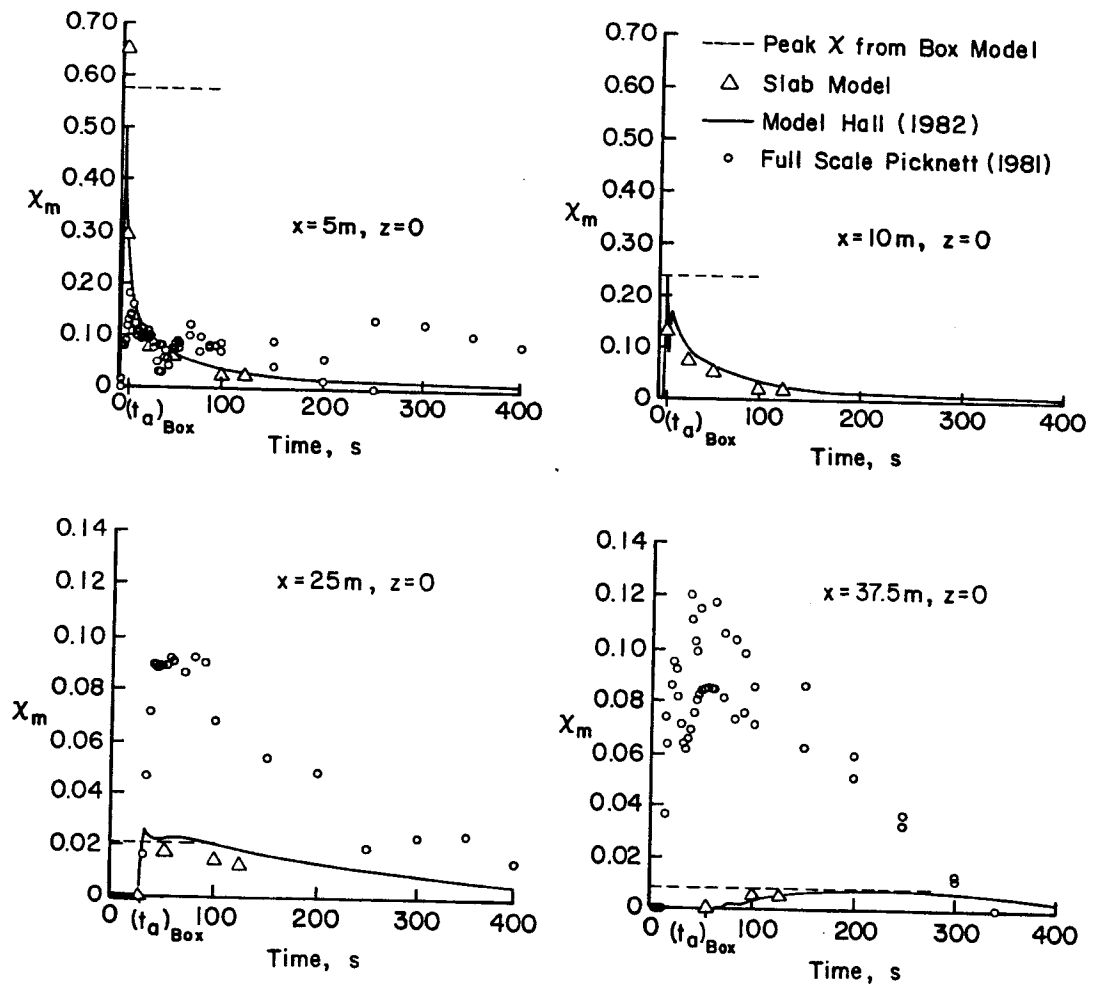 0.70
0.60
0.50
0.40
0.30
0.20
0.10
0
χm
x=5m, z=0
0 (ta)Box 100 200 300 400
Time, s
0.70
0.60
0.50
0.40
0.30
0.20
0.10
0
χm
---- Peak χ from Box Model
△ Slab Model
— Model Hall (1982)
○ Full Scale Picknett (1981)
x=10m, z=0
0 (ta)Box 100 200 300 400
Time, s
0.14
0.12
0.10
0.08
0.06
0.04
0.02
0
χm
x=25m, z=0
0 (ta)Box 100 200 300 400
Time, s
0.14
0.12
0.10
0.08
0.06
0.04
0.02
0
χm
x=37.5m, z=0
0 (ta)Box 100 200 300 400
Time, s